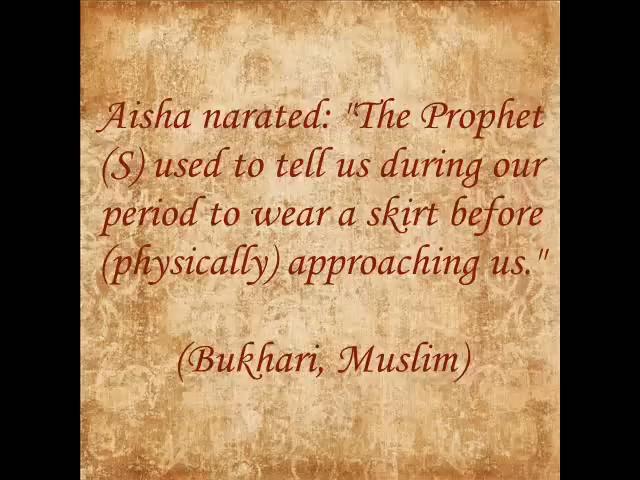 Aisha narated: "The Prophet
(S) used to tell us during our
period to wear a skirt before
(physically) approaching us."
(Bukhari, Muslim)